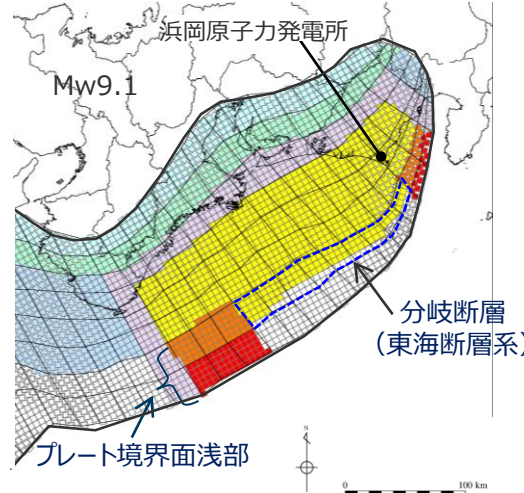 浜岡原子力発電所
Mw9.1
分岐断層
（東海断層系）
プレート境界面浅部
N
0 100 km